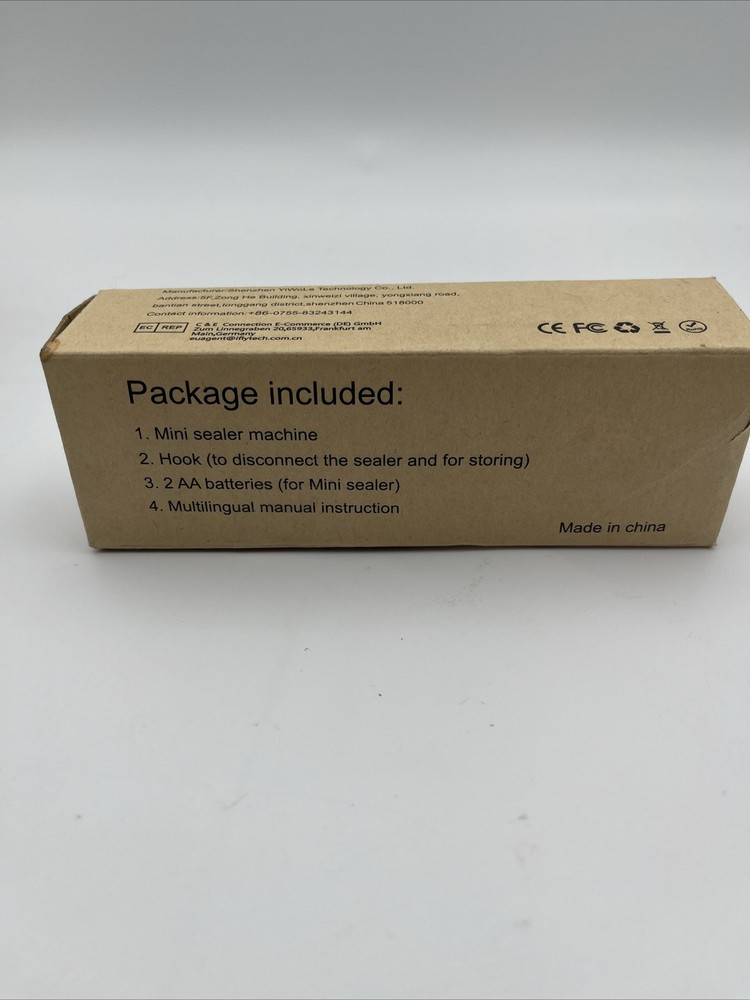 Manufacturer:Shenzhen YiWoLe Technology Co., Ltd.
Address:5F,Zong He Building, xinweizi village, yongxiang road,
bantian street,longgang district,shenzhen China 518000
Contact information:+86-0755-83243144
EC REP
C & E Connection E-Commerce (DE) GmbH
Zum Linnegraben 20,65933,Frankfurt am
Main,Germany
euagent@iflytech.com.cn
CE FC
Package included:
1. Mini sealer machine
2. Hook (to disconnect the sealer and for storing)
3. 2 AA batteries (for Mini sealer)
4. Multilingual manual instruction
Made in china